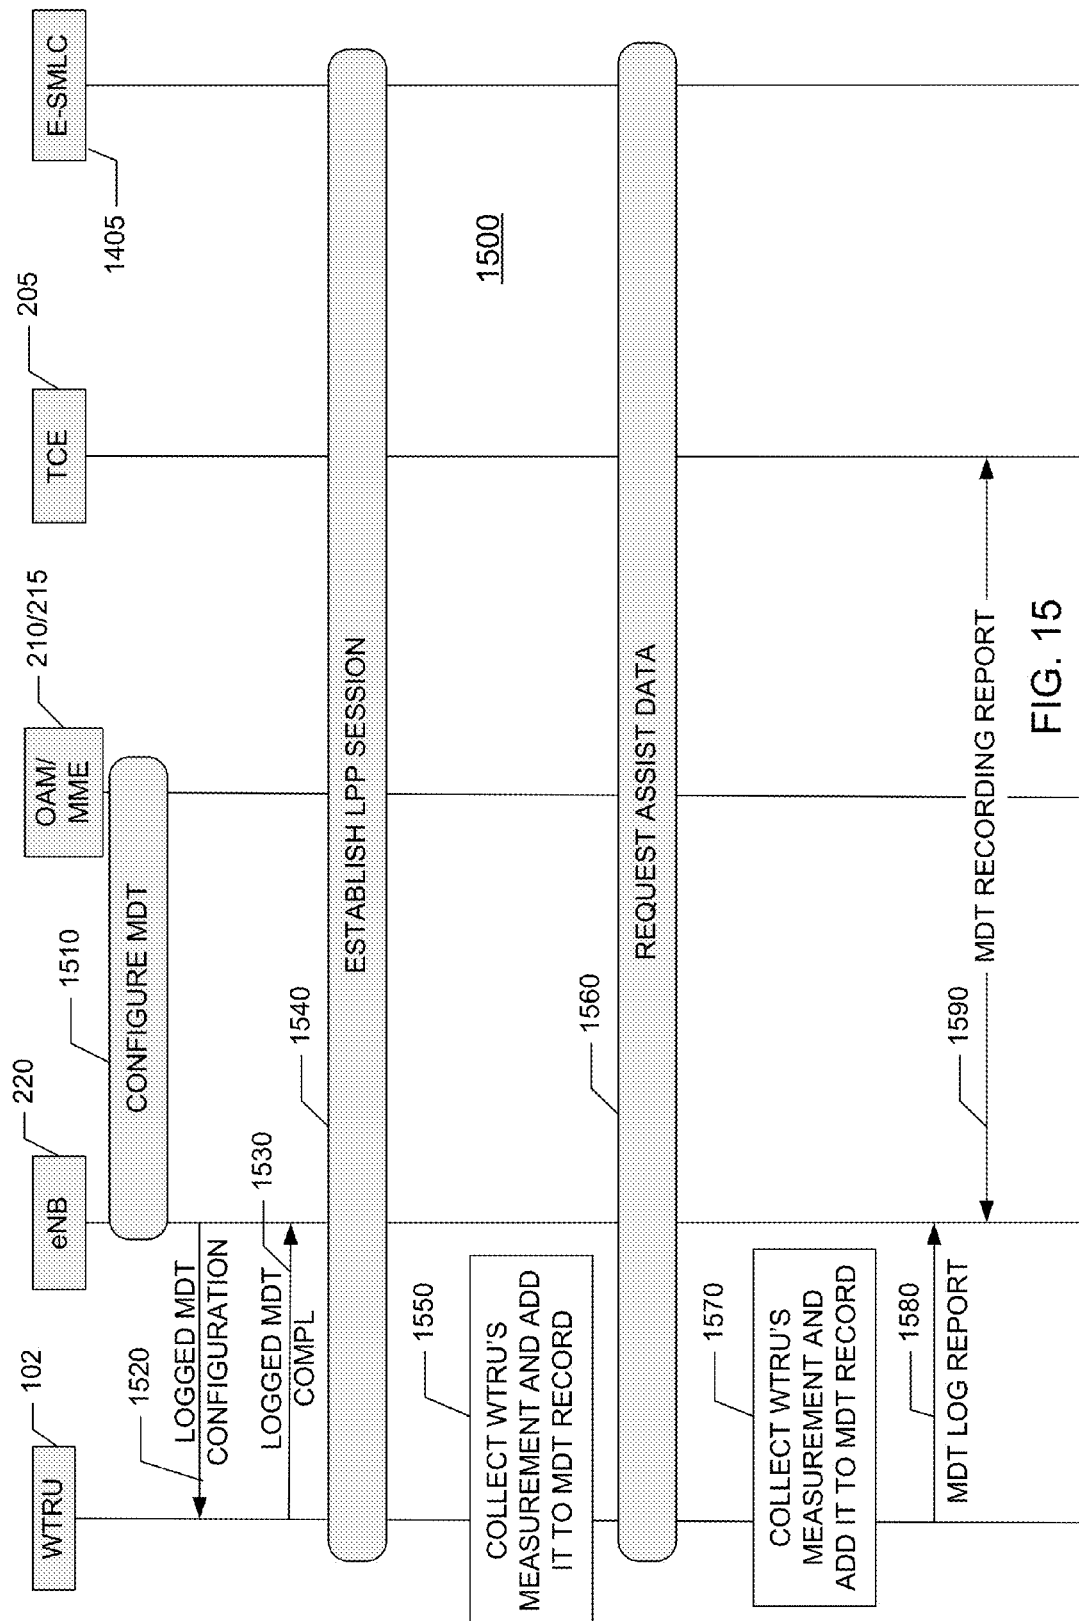 WTRU
102
eNB
220
OAM/
MME
210/215
TCE
205
E-SMLC
1405
CONFIGURE MDT
1510
LOGGED MDT
CONFIGURATION
1520
LOGGED MDT
COMPL
1530
ESTABLISH LPP SESSION
1540
1500
COLLECT WTRU'S
MEASUREMENT AND ADD
IT TO MDT RECORD
1550
REQUEST ASSIST DATA
1560
COLLECT WTRU'S
MEASUREMENT AND
ADD IT TO MDT RECORD
1570
MDT LOG REPORT
1580
MDT RECORDING REPORT
1590
FIG. 15